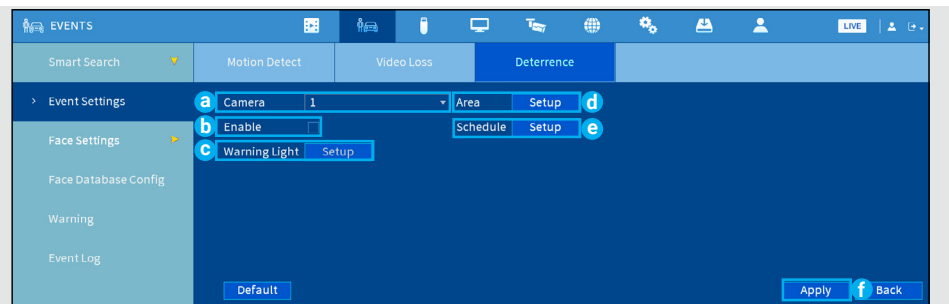 EVENTS LIVE
Smart Search Motion Detect Video Loss Deterrence
Event Settings a Camera 1 Area Setup d
b Enable Schedule Setup e
Face Settings c Warning Light Setup
Face Database Config
Warning
Event Log
Default Apply f Back